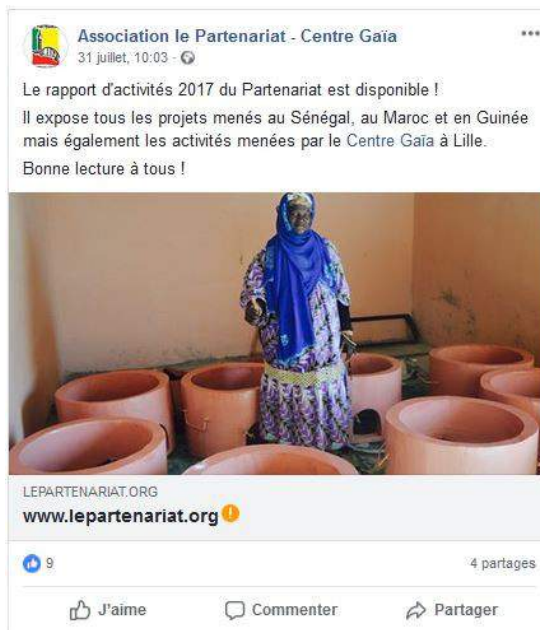 Association le Partenariat - Centre Gaïa
31 juillet, 10:03 ·
Le rapport d'activités 2017 du Partenariat est disponible !
Il expose tous les projets menés au Sénégal, au Maroc et en Guinée
mais également les activités menées par le Centre Gaïa à Lille.
Bonne lecture à tous !
LEPARTENARIAT.ORG
www.lepartenariat.org
9
4 partages
J'aime
Commenter
Partager